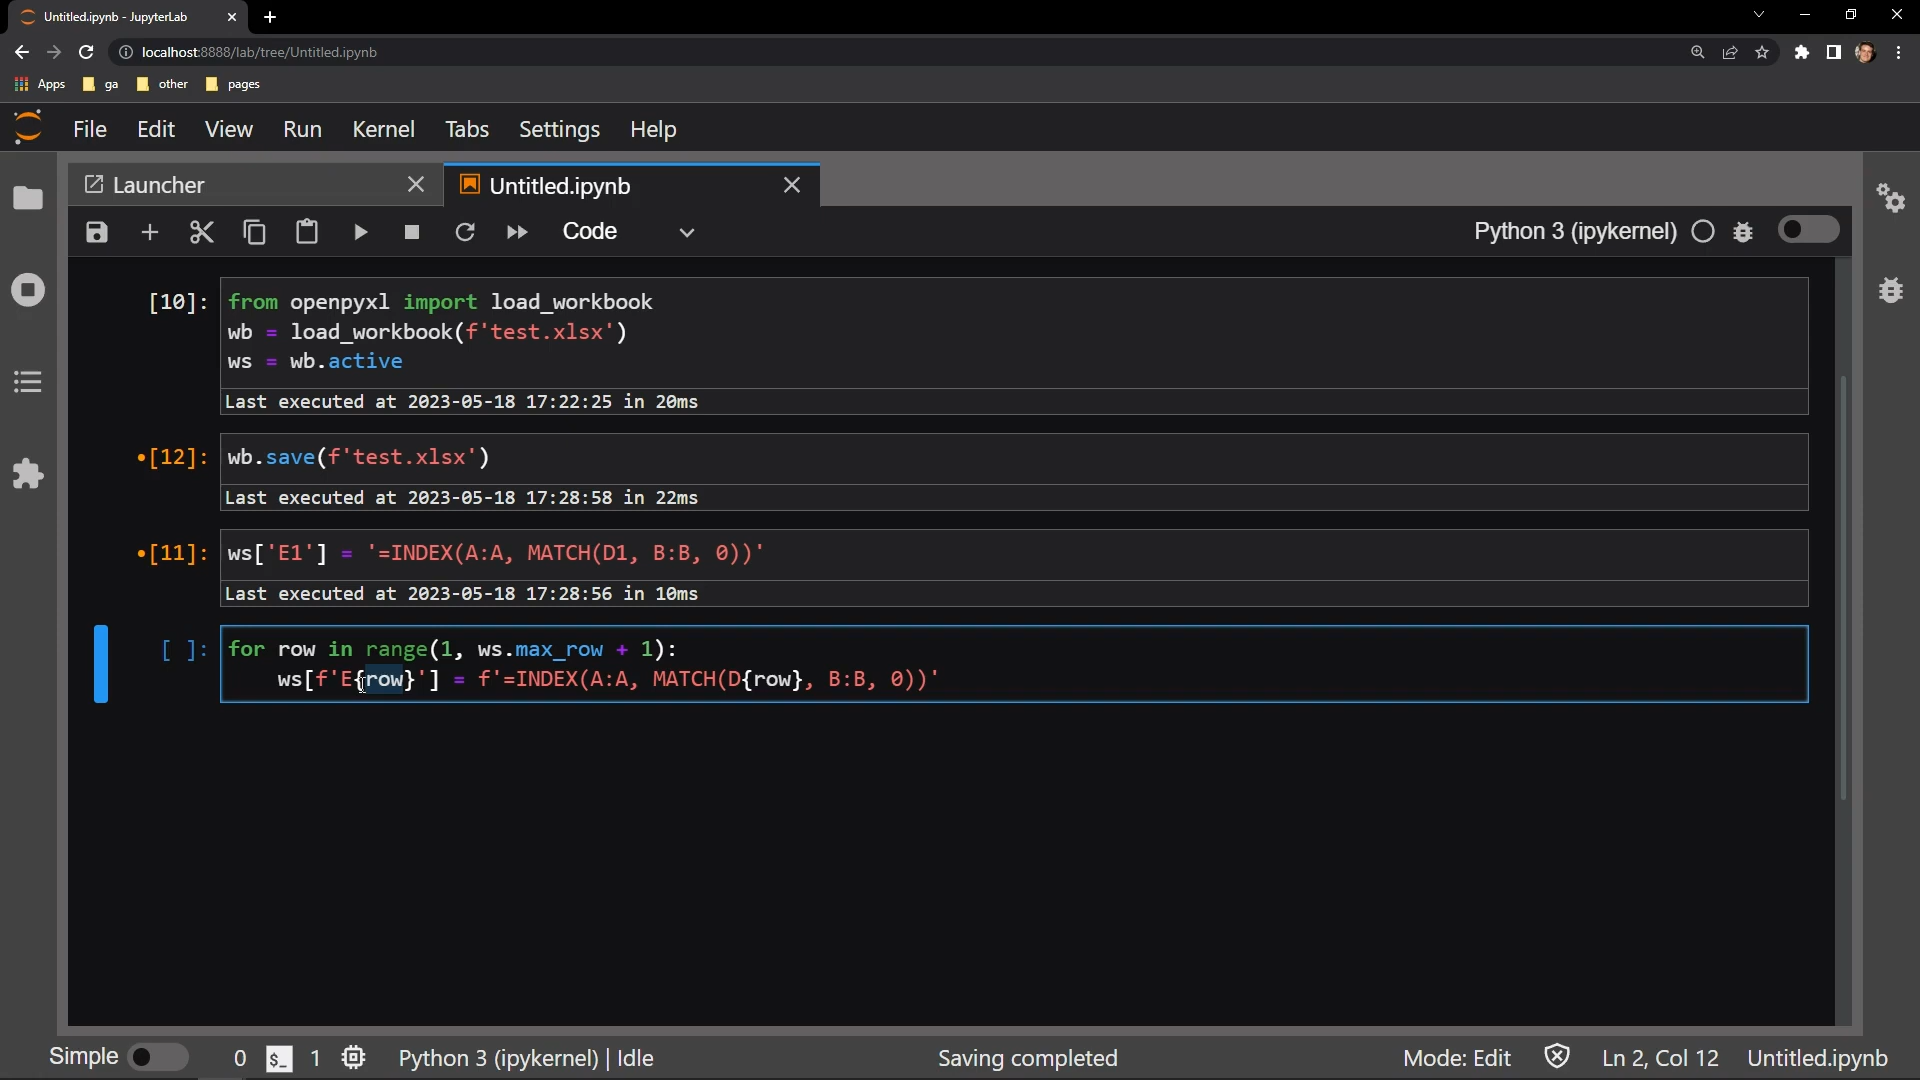 Untitled.ipynb - JupyterLab
localhost:8888/lab/tree/Untitled.ipynb
Apps ga other pages
File Edit View Run Kernel Tabs Settings Help
Launcher Untitled.ipynb
Code Python 3 (ipykernel)
[10]: from openpyxl import load_workbook
wb = load_workbook(f'test.xlsx')
ws = wb.active
Last executed at 2023-05-18 17:22:25 in 20ms
•[12]: wb.save(f'test.xlsx')
Last executed at 2023-05-18 17:28:58 in 22ms
•[11]: ws['E1'] = '=INDEX(A:A, MATCH(D1, B:B, 0))'
Last executed at 2023-05-18 17:28:56 in 10ms
[ ]: for row in range(1, ws.max_row + 1):
ws[f'E{row}'] = f'=INDEX(A:A, MATCH(D{row}, B:B, 0))'
Simple 0 $_ 1 Python 3 (ipykernel) | Idle Saving completed Mode: Edit Ln 2, Col 12 Untitled.ipynb